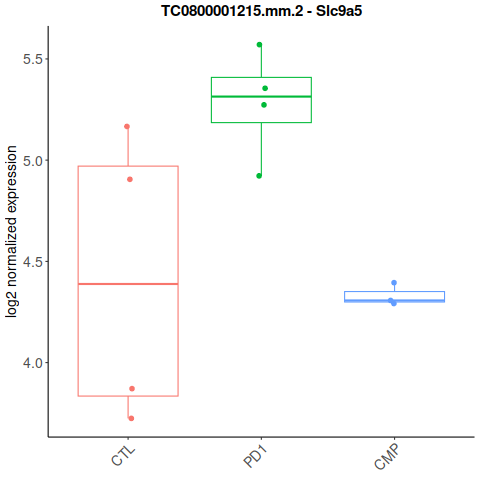 TC0800001215.mm.2 - Slc9a5
log2 normalized expression
5.5
5.0
4.5
4.0
CTL
PD1
CMP